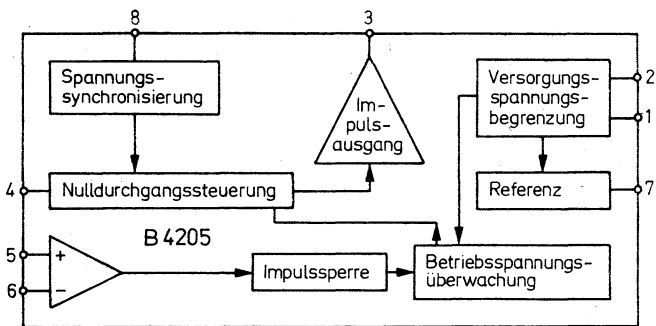 8
3
Spannungs-
synchronisierung
Im-
puls-
ausgang
Versorgungs-
spannungs-
begrenzung
2
1
4
Nulldurchgangssteuerung
Referenz
7
B 4205
5
+
6
−
Impulssperre
Betriebsspannungs-
überwachung